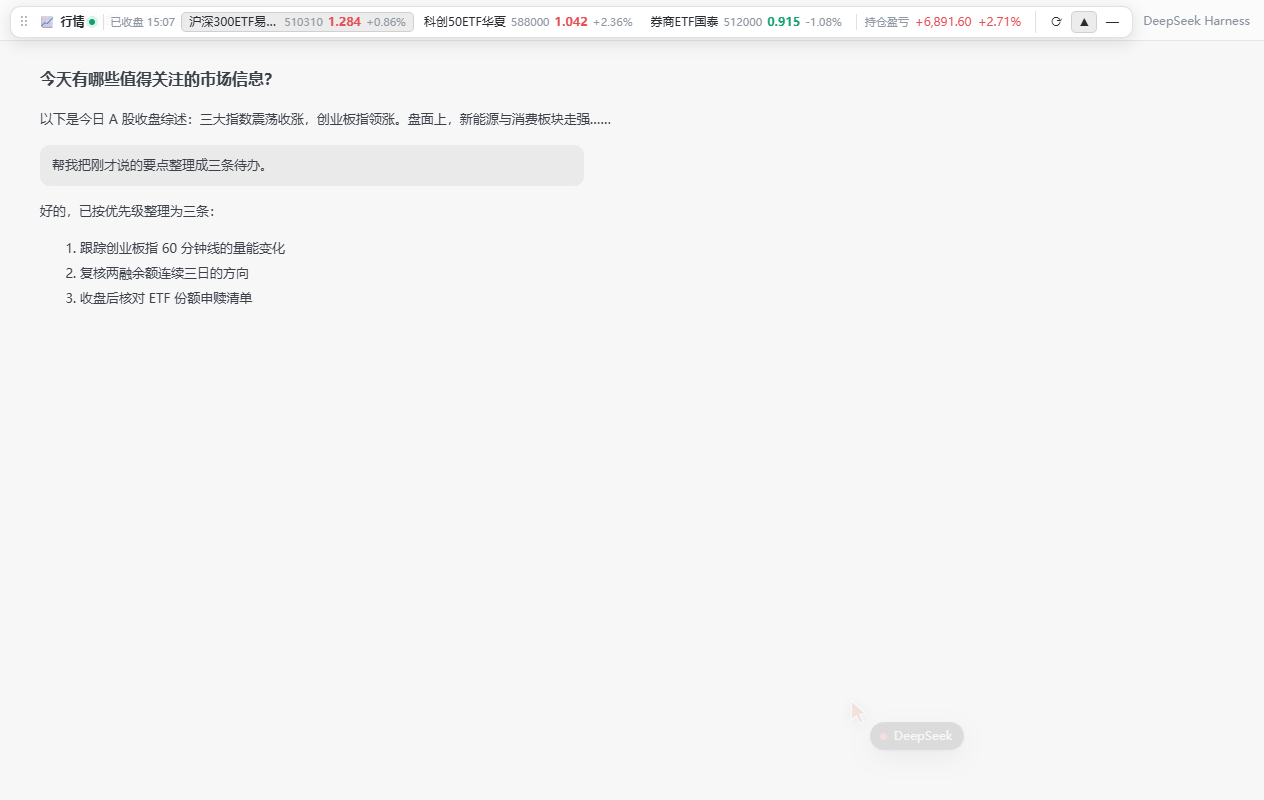 行情 已收盘 15:07 沪深300ETF易... 510310 1.284 +0.86% 科创50ETF华夏 588000 1.042 +2.36% 券商ETF国泰 512000 0.915 -1.08% 持仓盈亏 +6,891.60 +2.71% DeepSeek Harness
今天有哪些值得关注的市场信息?
以下是今日 A 股收盘综述：三大指数震荡收涨，创业板指领涨。盘面上，新能源与消费板块走强......
帮我把刚才说的要点整理成三条待办。
好的，已按优先级整理为三条：
1. 跟踪创业板指 60 分钟线的量能变化
2. 复核两融余额连续三日的方向
3. 收盘后核对 ETF 份额申赎清单
DeepSeek